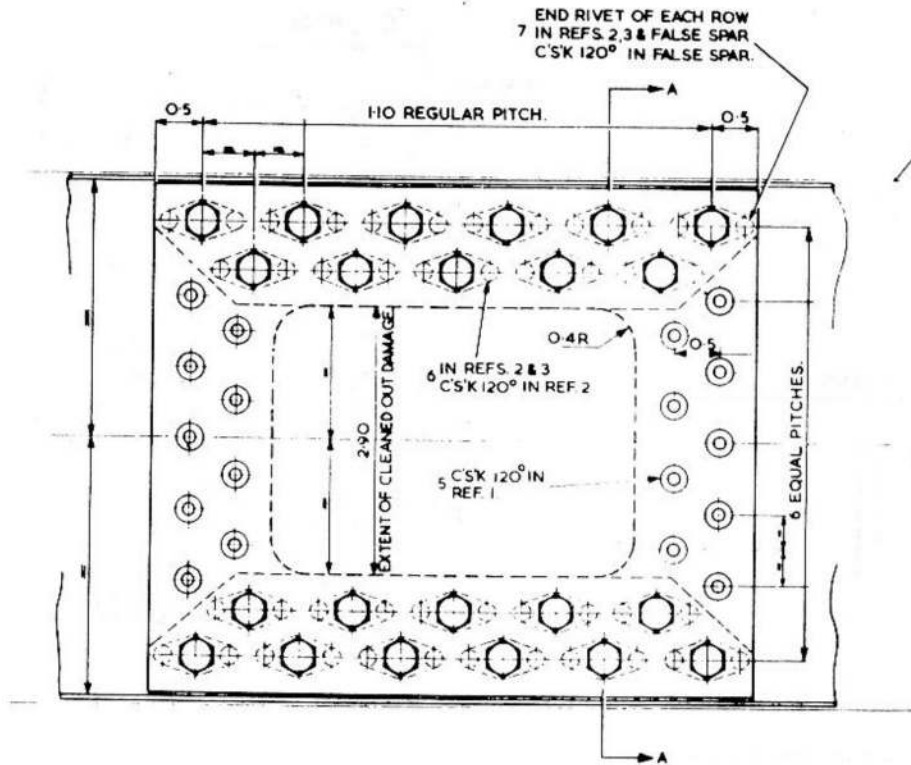 END RIVET OF EACH ROW
7 IN REFS. 2,3 & FALSE SPAR
C'S'K 120° IN FALSE SPAR.
A
0·5
1·10 REGULAR PITCH.
0·5
0·4R
0·5
6 IN REFS. 2 & 3
C'S'K 120° IN REF. 2
2·90
EXTENT OF CLEANED OUT DAMAGE.
6 EQUAL PITCHES.
5 C'S'K 120° IN
REF. 1.
A